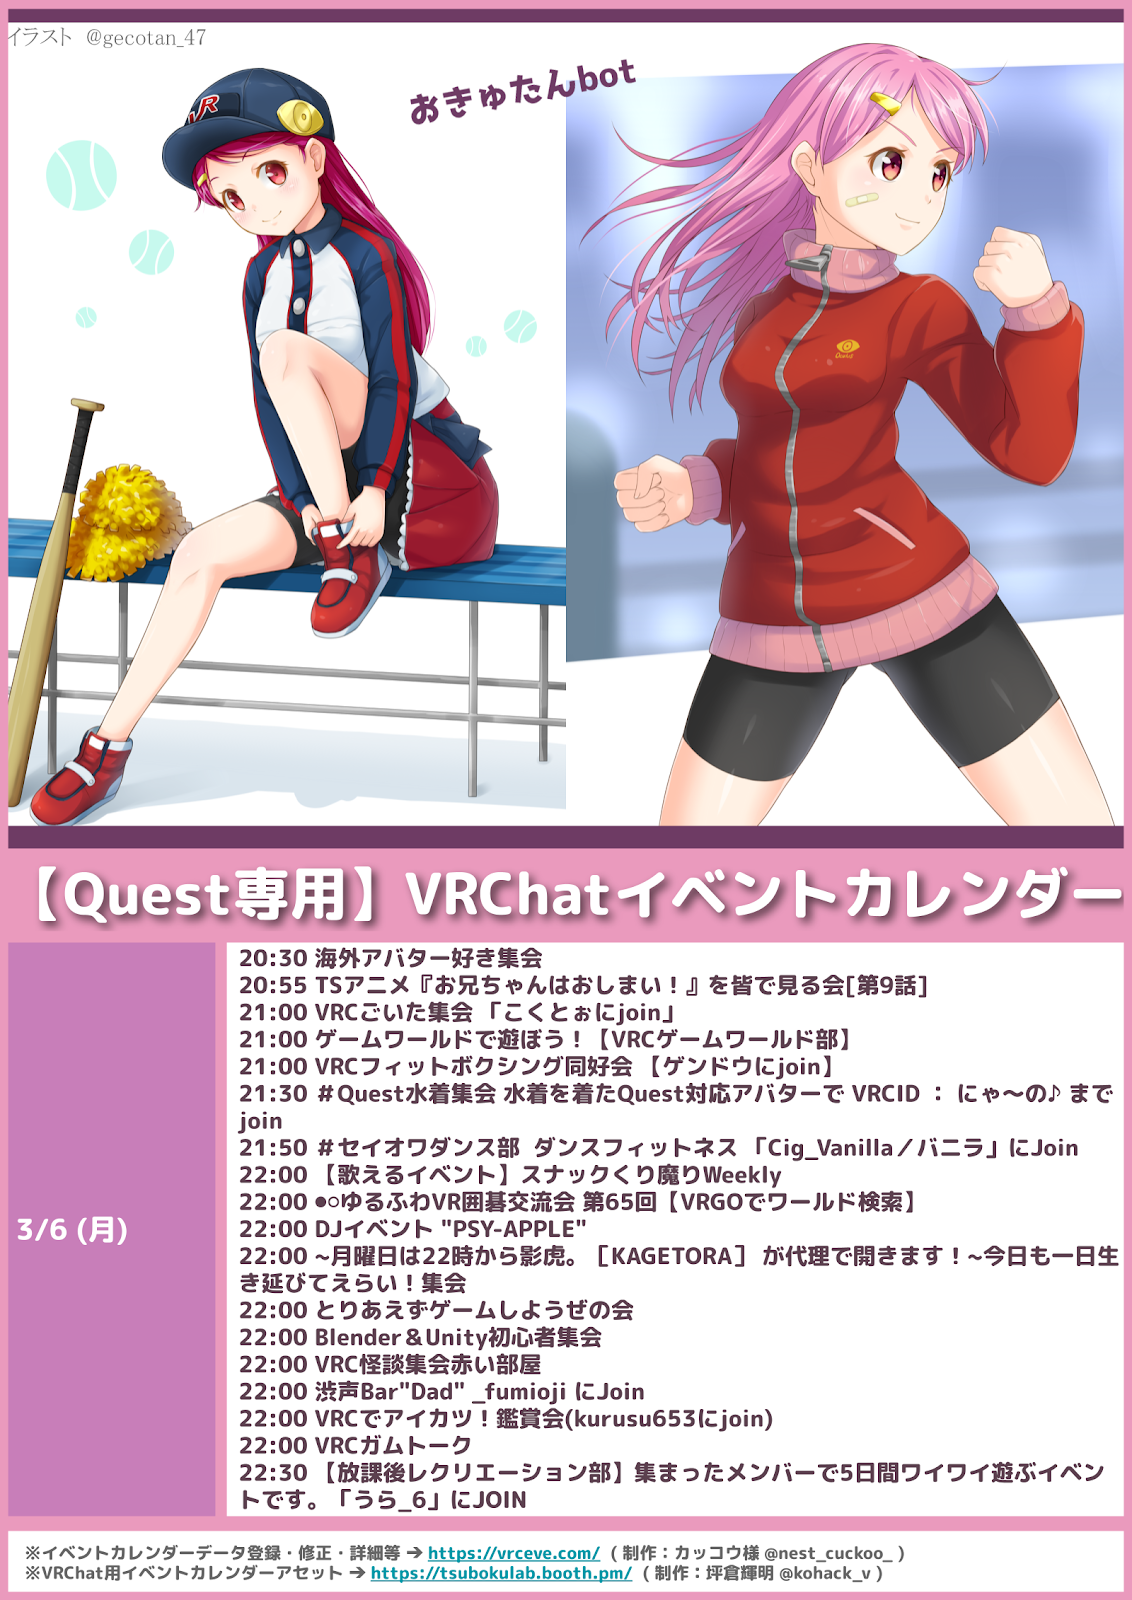 イラスト @gecotan_47
おきゅたんbot
VR
Quest
【Quest専用】VRChatイベントカレンダー
3/6 (月)
20:30 海外アバター好き集会
20:55 TSアニメ『お兄ちゃんはおしまい！』を皆で見る会[第9話]
21:00 VRCごいた集会 「こくとぉにjoin」
21:00 ゲームワールドで遊ぼう！【VRCゲームワールド部】
21:00 VRCフィットボクシング同好会 【ゲンドウにjoin】
21:30 ＃Quest水着集会 水着を着たQuest対応アバターで VRCID ： にゃ～の♪ まで
join
21:50 ＃セイオワダンス部 ダンスフィットネス 「Cig_Vanilla／バニラ」にJoin
22:00 【歌えるイベント】スナックくり魔りWeekly
22:00 ●○ゆるふわVR囲碁交流会 第65回【VRGOでワールド検索】
22:00 DJイベント "PSY-APPLE"
22:00 ~月曜日は22時から影虎。［KAGETORA］ が代理で開きます！~今日も一日生
き延びてえらい！集会
22:00 とりあえずゲームしようぜの会
22:00 Blender＆Unity初心者集会
22:00 VRC怪談集会赤い部屋
22:00 渋声Bar"Dad" _fumioji にJoin
22:00 VRCでアイカツ！鑑賞会(kurusu653にjoin)
22:00 VRCガムトーク
22:30 【放課後レクリエーション部】集まったメンバーで5日間ワイワイ遊ぶイベン
トです。「うら_6」にJOIN
※イベントカレンダーデータ登録・修正・詳細等 → https://vrceve.com/ ( 制作：カッコウ様 @nest_cuckoo_ )
※VRChat用イベントカレンダーアセット → https://tsubokulab.booth.pm/ ( 制作：坪倉輝明 @kohack_v )